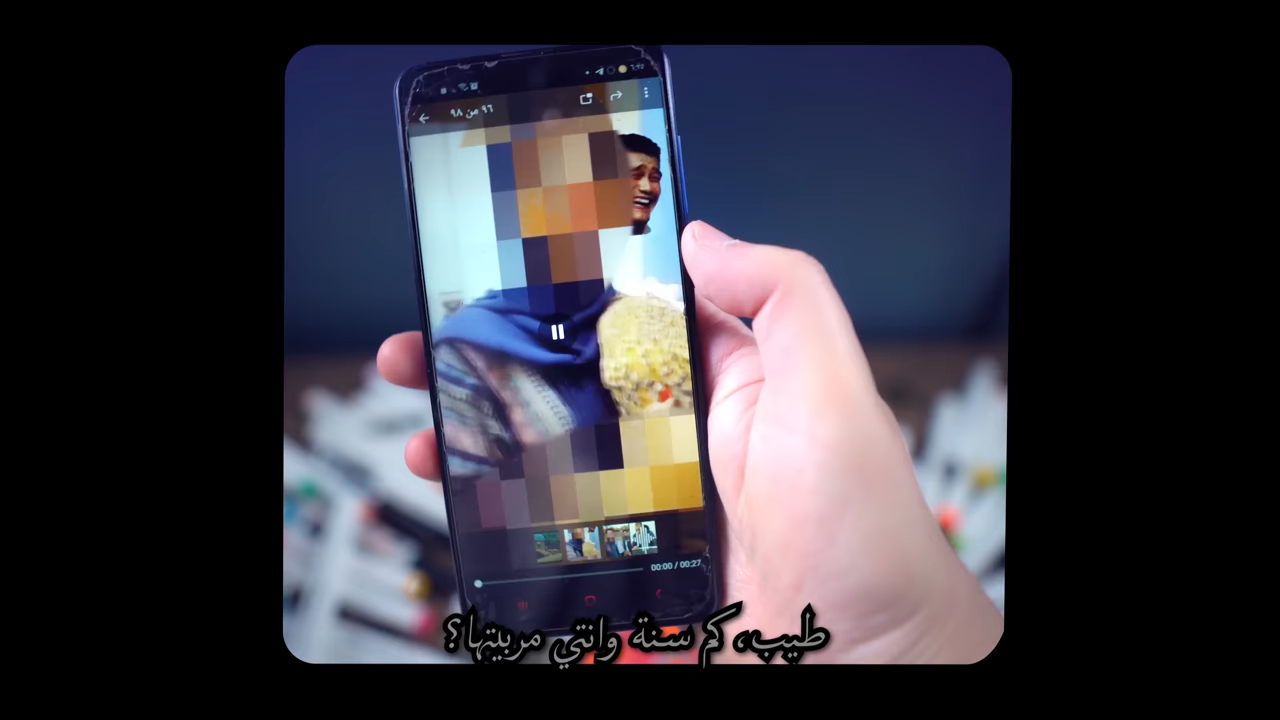 ٩٦ من ٩٨
00:00 / 00:27
طيب، كم سنة وانتي مربيتها؟